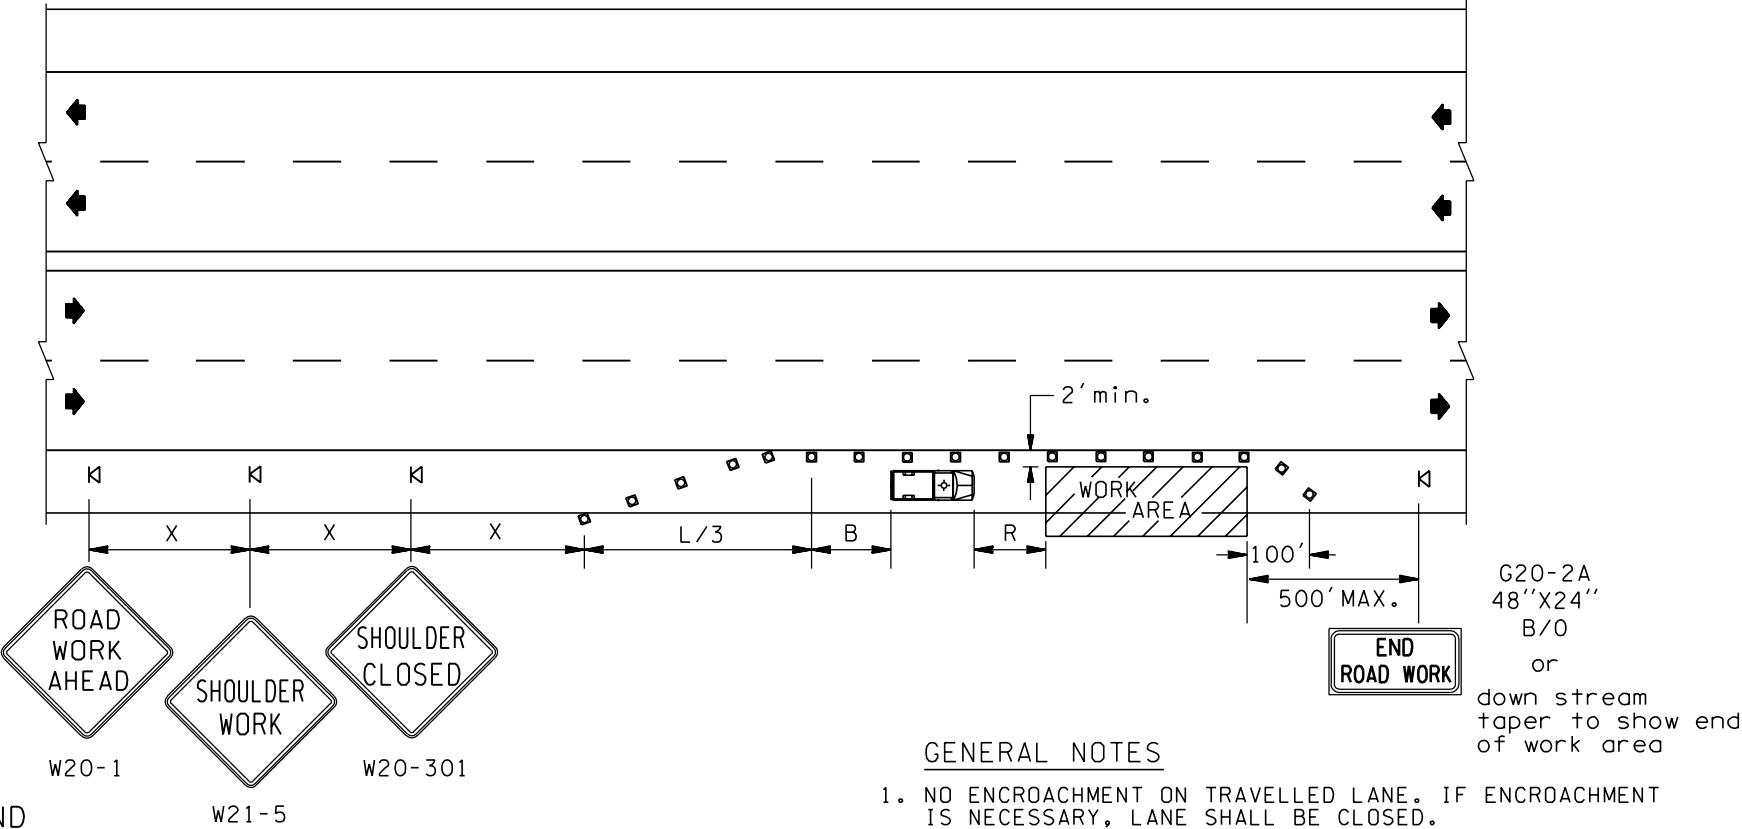 2' min.
WORK
AREA
X
X
X
L/3
B
R
100'
500' MAX.
ROAD
WORK
AHEAD
W20-1
SHOULDER
WORK
W21-5
SHOULDER
CLOSED
W20-301
G20-2A
48"X24"
B/O
or
down stream
taper to show end
of work area
END
ROAD WORK
GENERAL NOTES
1. NO ENCROACHMENT ON TRAVELLED LANE. IF ENCROACHMENT
IS NECESSARY, LANE SHALL BE CLOSED.